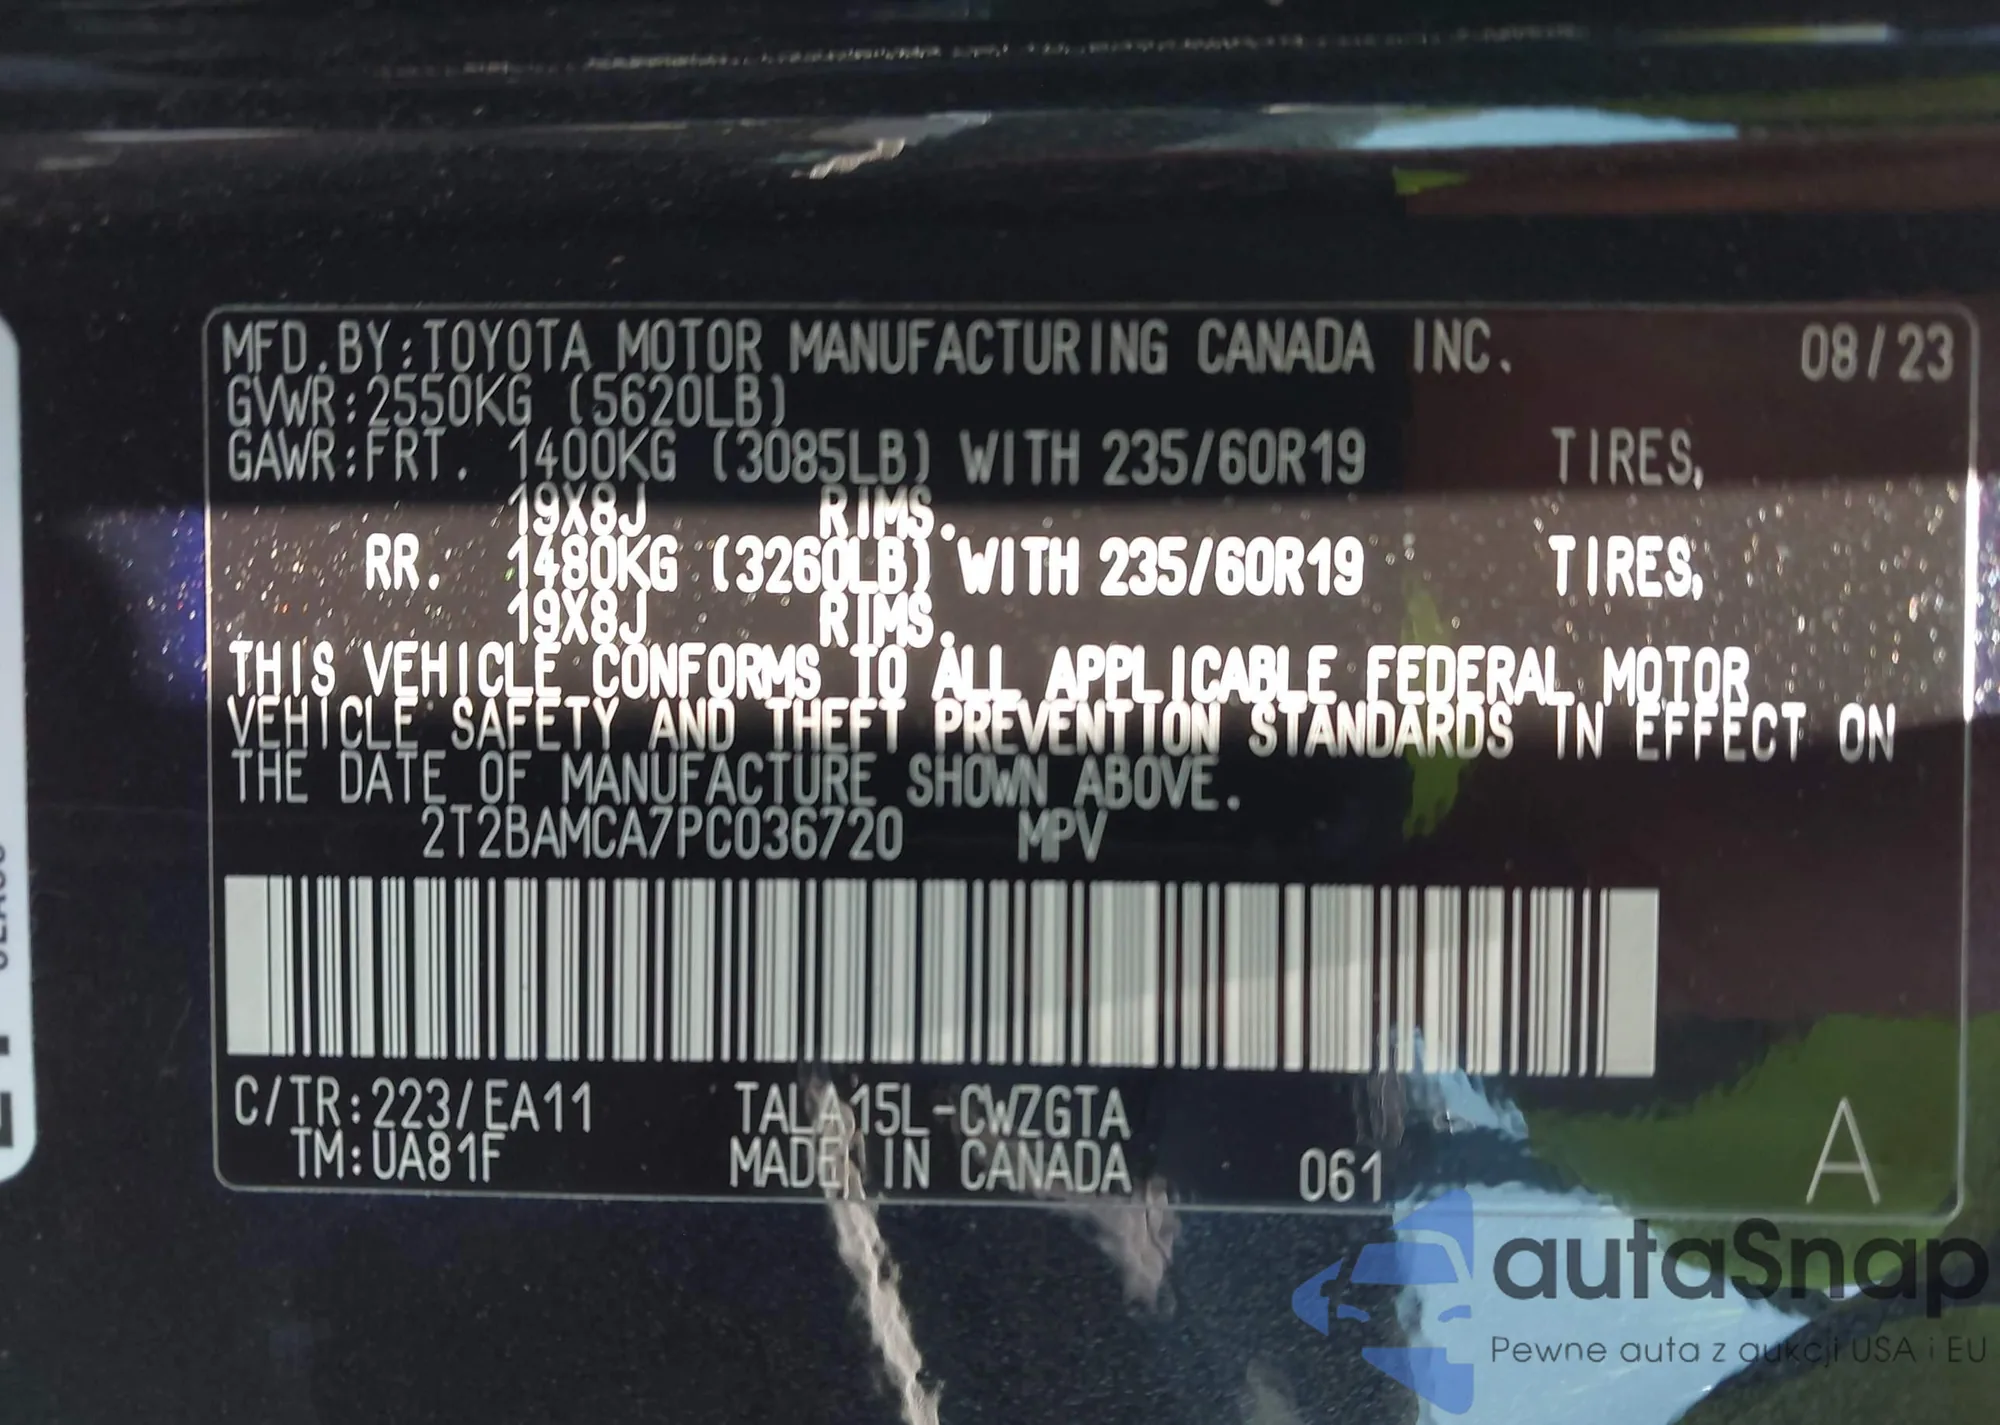 MFD.BY:TOYOTA MOTOR MANUFACTURING CANADA INC. 08/23
GVWR:2550KG (5620LB)
GAWR:FRT. 1400KG (3085LB) WITH 235/60R19 TIRES,
19X8J RIMS.
RR. 1480KG (3260LB) WITH 235/60R19 TIRES,
19X8J RIMS.
THIS VEHICLE CONFORMS TO ALL APPLICABLE FEDERAL MOTOR
VEHICLE SAFETY AND THEFT PREVENTION STANDARDS IN EFFECT ON
THE DATE OF MANUFACTURE SHOWN ABOVE.
2T2BAMCA7PC036720 MPV
C/TR:223/EA11 TALA15L-CWZGTA
TM:UA81F MADE IN CANADA 061 A
autaSnap
Pewne auta z aukcji USA i EU